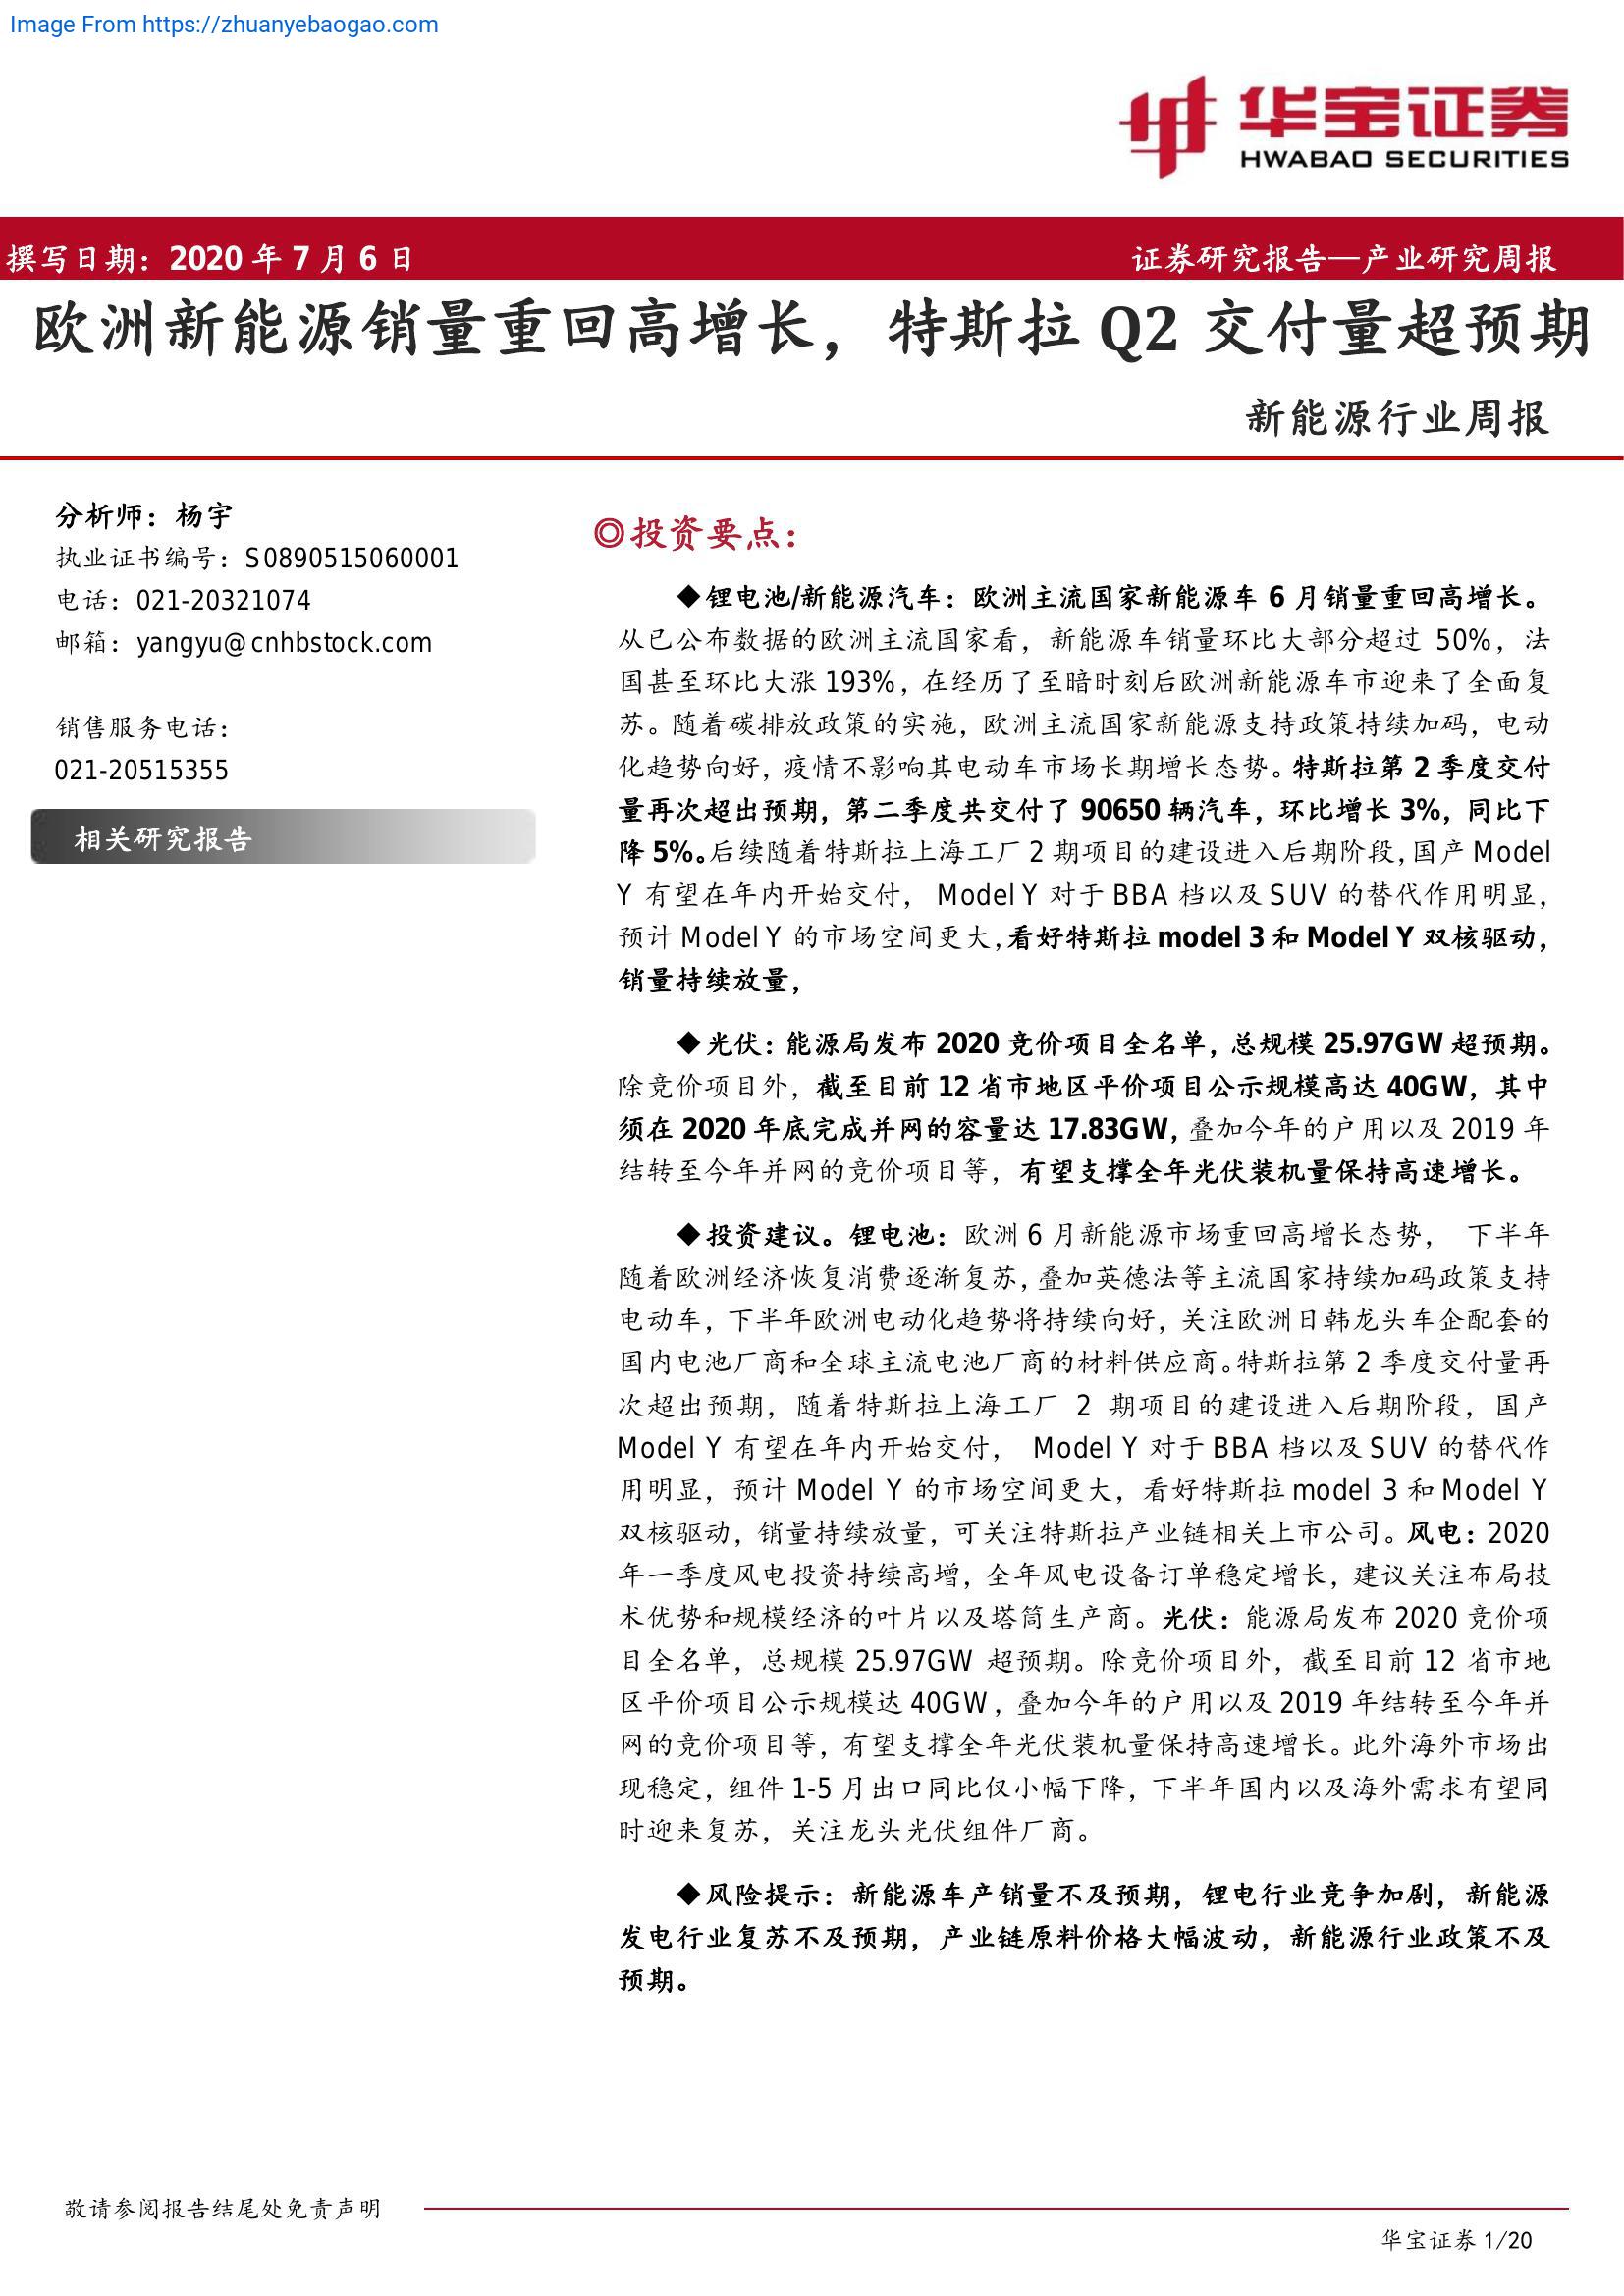 Image From https://zhuanyebaogao.com
华宝证券
HWABAO SECURITIES
撰写日期：2020 年 7 月 6 日
证券研究报告—产业研究周报
欧洲新能源销量重回高增长，特斯拉 Q2 交付量超预期
新能源行业周报
分析师：杨宇
执业证书编号：S0890515060001
电话：021-20321074
邮箱：yangyu@cnhbstock.com
销售服务电话：
021-20515355
相关研究报告
◎投资要点：
◆锂电池/新能源汽车：欧洲主流国家新能源车 6 月销量重回高增长。
从已公布数据的欧洲主流国家看，新能源车销量环比大部分超过 50%，法
国甚至环比大涨 193%，在经历了至暗时刻后欧洲新能源车市迎来了全面复
苏。随着碳排放政策的实施，欧洲主流国家新能源支持政策持续加码，电动
化趋势向好，疫情不影响其电动车市场长期增长态势。特斯拉第 2 季度交付
量再次超出预期，第二季度共交付了 90650 辆汽车，环比增长 3%，同比下
降 5%。后续随着特斯拉上海工厂 2 期项目的建设进入后期阶段，国产 Model
Y 有望在年内开始交付， Model Y 对于 BBA 档以及 SUV 的替代作用明显，
预计 Model Y 的市场空间更大，看好特斯拉 model 3 和 Model Y 双核驱动，
销量持续放量，
◆光伏：能源局发布 2020 竞价项目全名单，总规模 25.97GW 超预期。
除竞价项目外，截至目前 12 省市地区平价项目公示规模高达 40GW，其中
须在 2020 年底完成并网的容量达 17.83GW，叠加今年的户用以及 2019 年
结转至今年并网的竞价项目等，有望支撑全年光伏装机量保持高速增长。
◆投资建议。锂电池：欧洲 6 月新能源市场重回高增长态势， 下半年
随着欧洲经济恢复消费逐渐复苏，叠加英德法等主流国家持续加码政策支持
电动车，下半年欧洲电动化趋势将持续向好，关注欧洲日韩龙头车企配套的
国内电池厂商和全球主流电池厂商的材料供应商。特斯拉第 2 季度交付量再
次超出预期，随着特斯拉上海工厂 2 期项目的建设进入后期阶段，国产
Model Y 有望在年内开始交付， Model Y 对于 BBA 档以及 SUV 的替代作
用明显，预计 Model Y 的市场空间更大，看好特斯拉 model 3 和 Model Y
双核驱动，销量持续放量，可关注特斯拉产业链相关上市公司。风电：2020
年一季度风电投资持续高增，全年风电设备订单稳定增长，建议关注布局技
术优势和规模经济的叶片以及塔筒生产商。光伏：能源局发布 2020 竞价项
目全名单，总规模 25.97GW 超预期。除竞价项目外，截至目前 12 省市地
区平价项目公示规模达 40GW，叠加今年的户用以及 2019 年结转至今年并
网的竞价项目等，有望支撑全年光伏装机量保持高速增长。此外海外市场出
现稳定，组件 1-5 月出口同比仅小幅下降，下半年国内以及海外需求有望同
时迎来复苏，关注龙头光伏组件厂商。
◆风险提示：新能源车产销量不及预期，锂电行业竞争加剧，新能源
发电行业复苏不及预期，产业链原料价格大幅波动，新能源行业政策不及
预期。
敬请参阅报告结尾处免责声明
华宝证券 1/20